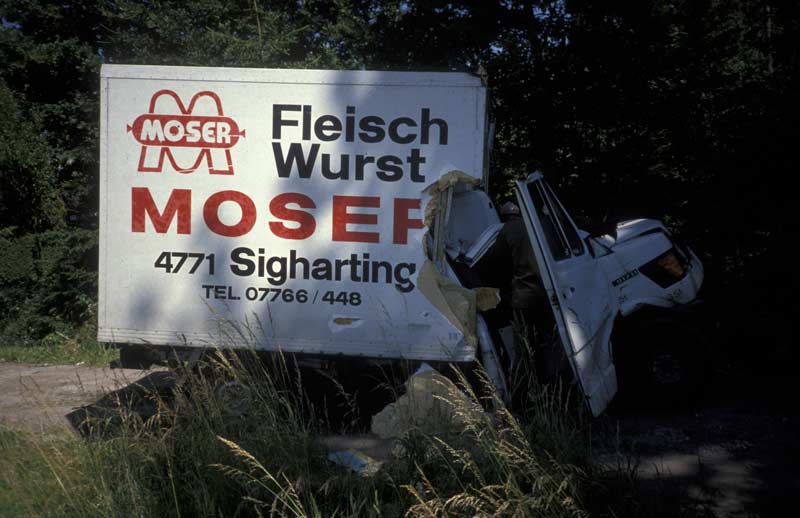 MOSER
Fleisch
Wurst
MOSER
4771 Sigharting
TEL. 07766/448